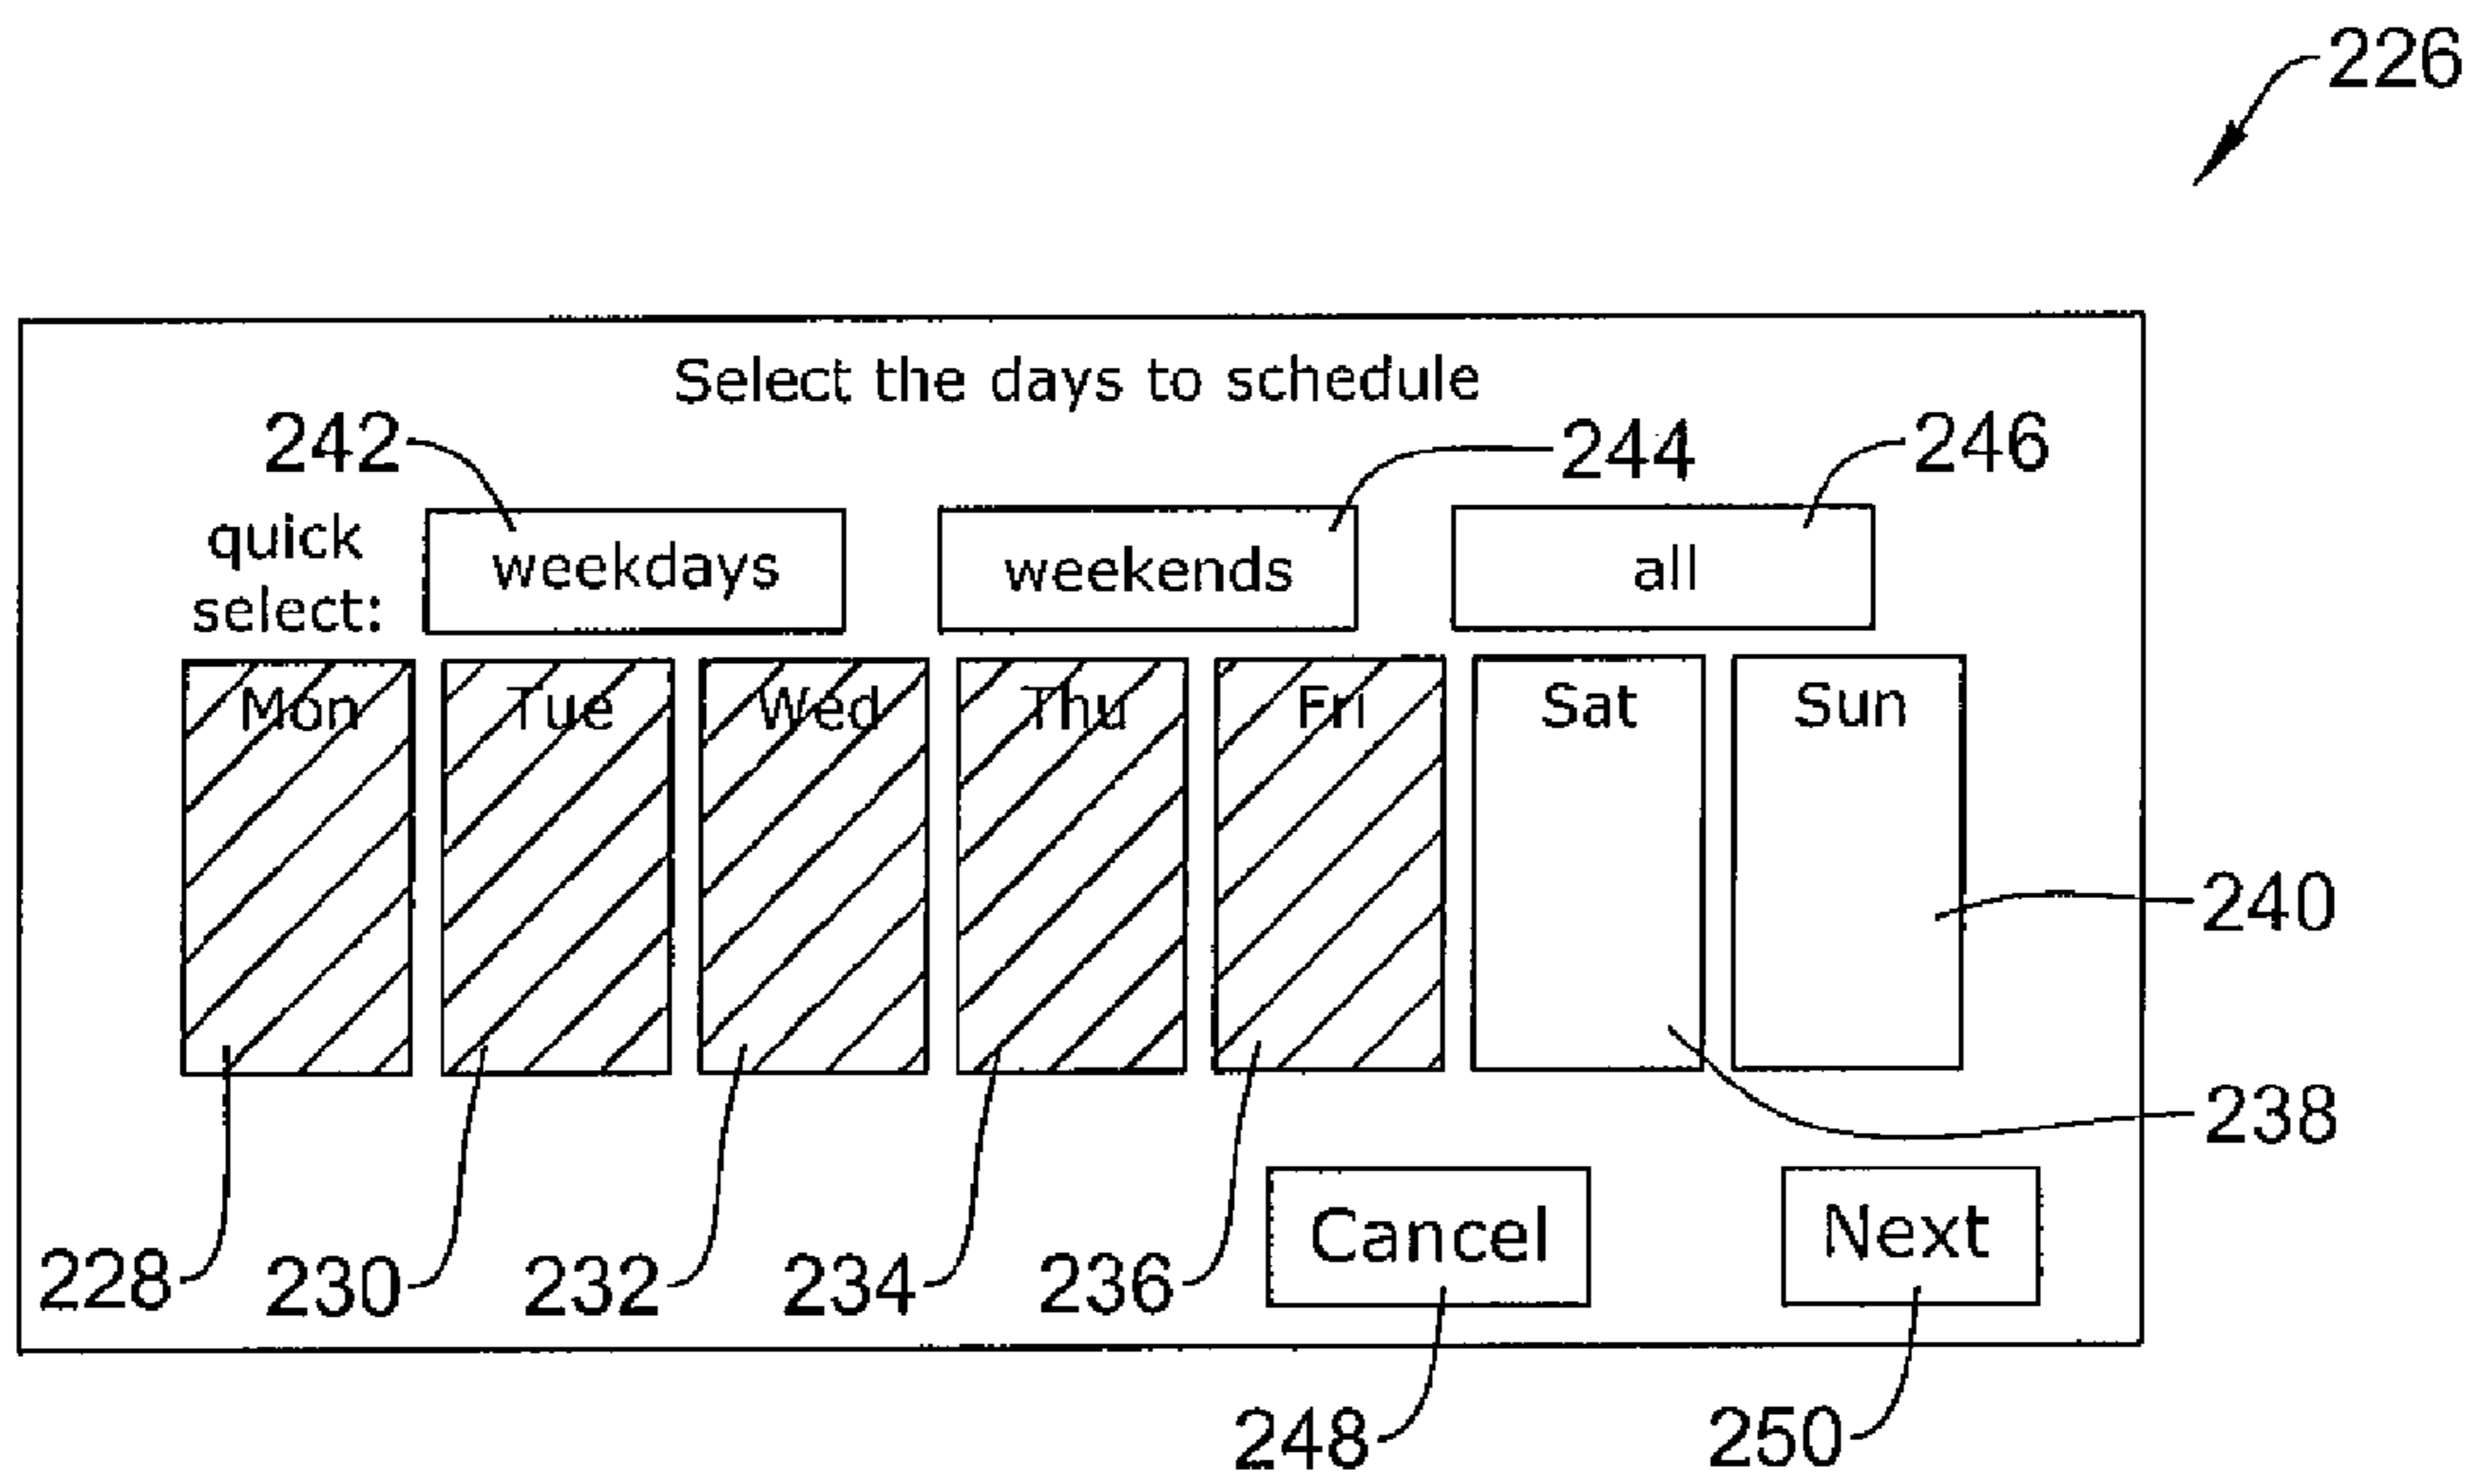 226
Select the days to schedule
242 244 246
quick select: weekdays weekends all
Mon Tue Wed Thu Fri Sat Sun
240
238
Cancel Next
228 230 232 234 236
248 250